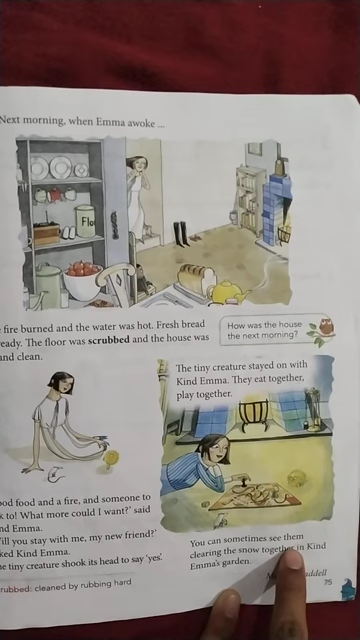 Next morning, when Emma awoke ...
Flo
fire burned and the water was hot. Fresh bread
eady. The floor was scrubbed and the house was
and clean.
How was the house
the next morning?
The tiny creature stayed on with
Kind Emma. They eat together,
play together.
ood food and a fire, and someone to
k to! What more could I want?' said
nd Emma.
ill you stay with me, my new friend?'
ked Kind Emma.
e tiny creature shook its head to say 'yes'.
You can sometimes see them
clearing the snow together in Kind
Emma's garden.
rubbed: cleaned by rubbing hard
75